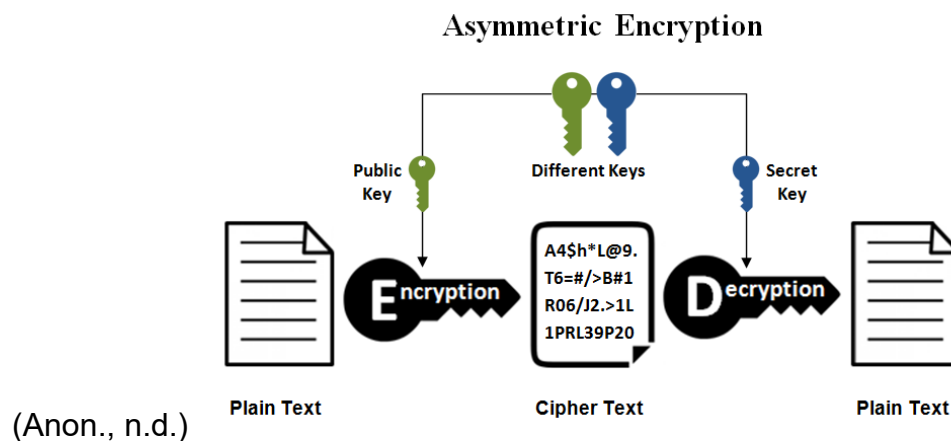 Asymmetric Encryption
Public
Key
Different Keys
Secret
Key
Encryption
A4$h*L@9.
T6=#/>B#1
R06/J2.>1L
1PRL39P20
Decryption
Plain Text
Cipher Text
Plain Text
(Anon., n.d.)